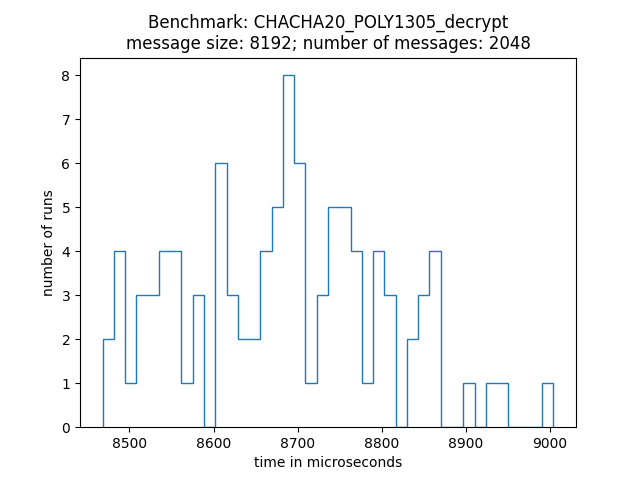 Benchmark: CHACHA20_POLY1305_decrypt
message size: 8192; number of messages: 2048
8
7
6
5
4
3
2
1
0
number of runs
8500 8600 8700 8800 8900 9000
time in microseconds